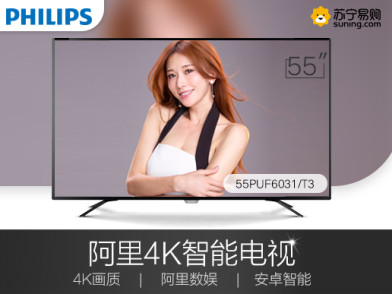 PHILIPS
苏宁易购
suning.com
55"
55PUF6031/T3
阿里4K智能电视
4K画质 | 阿里数娱 | 安卓智能